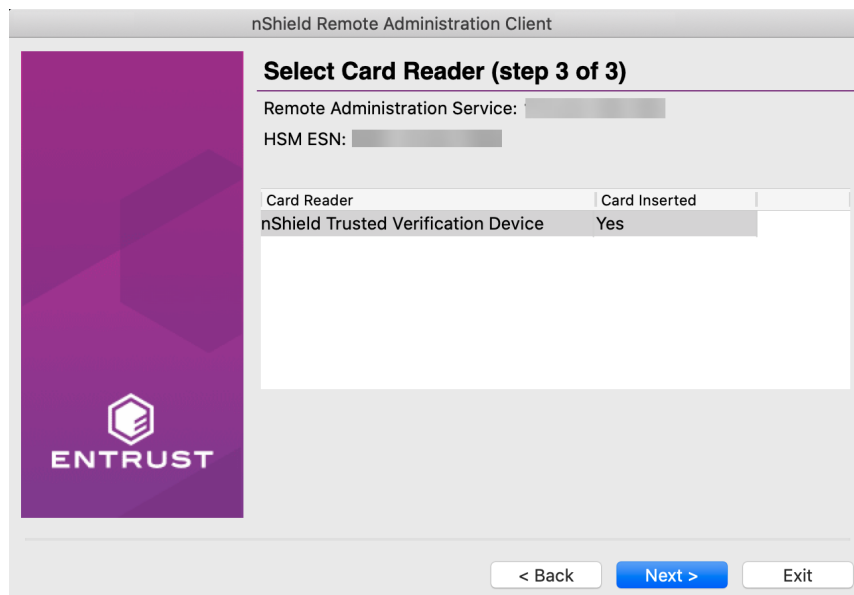 nShield Remote Administration Client
Select Card Reader (step 3 of 3)
Remote Administration Service:
HSM ESN:
Card Reader Card Inserted
nShield Trusted Verification Device Yes
ENTRUST
< Back Next > Exit